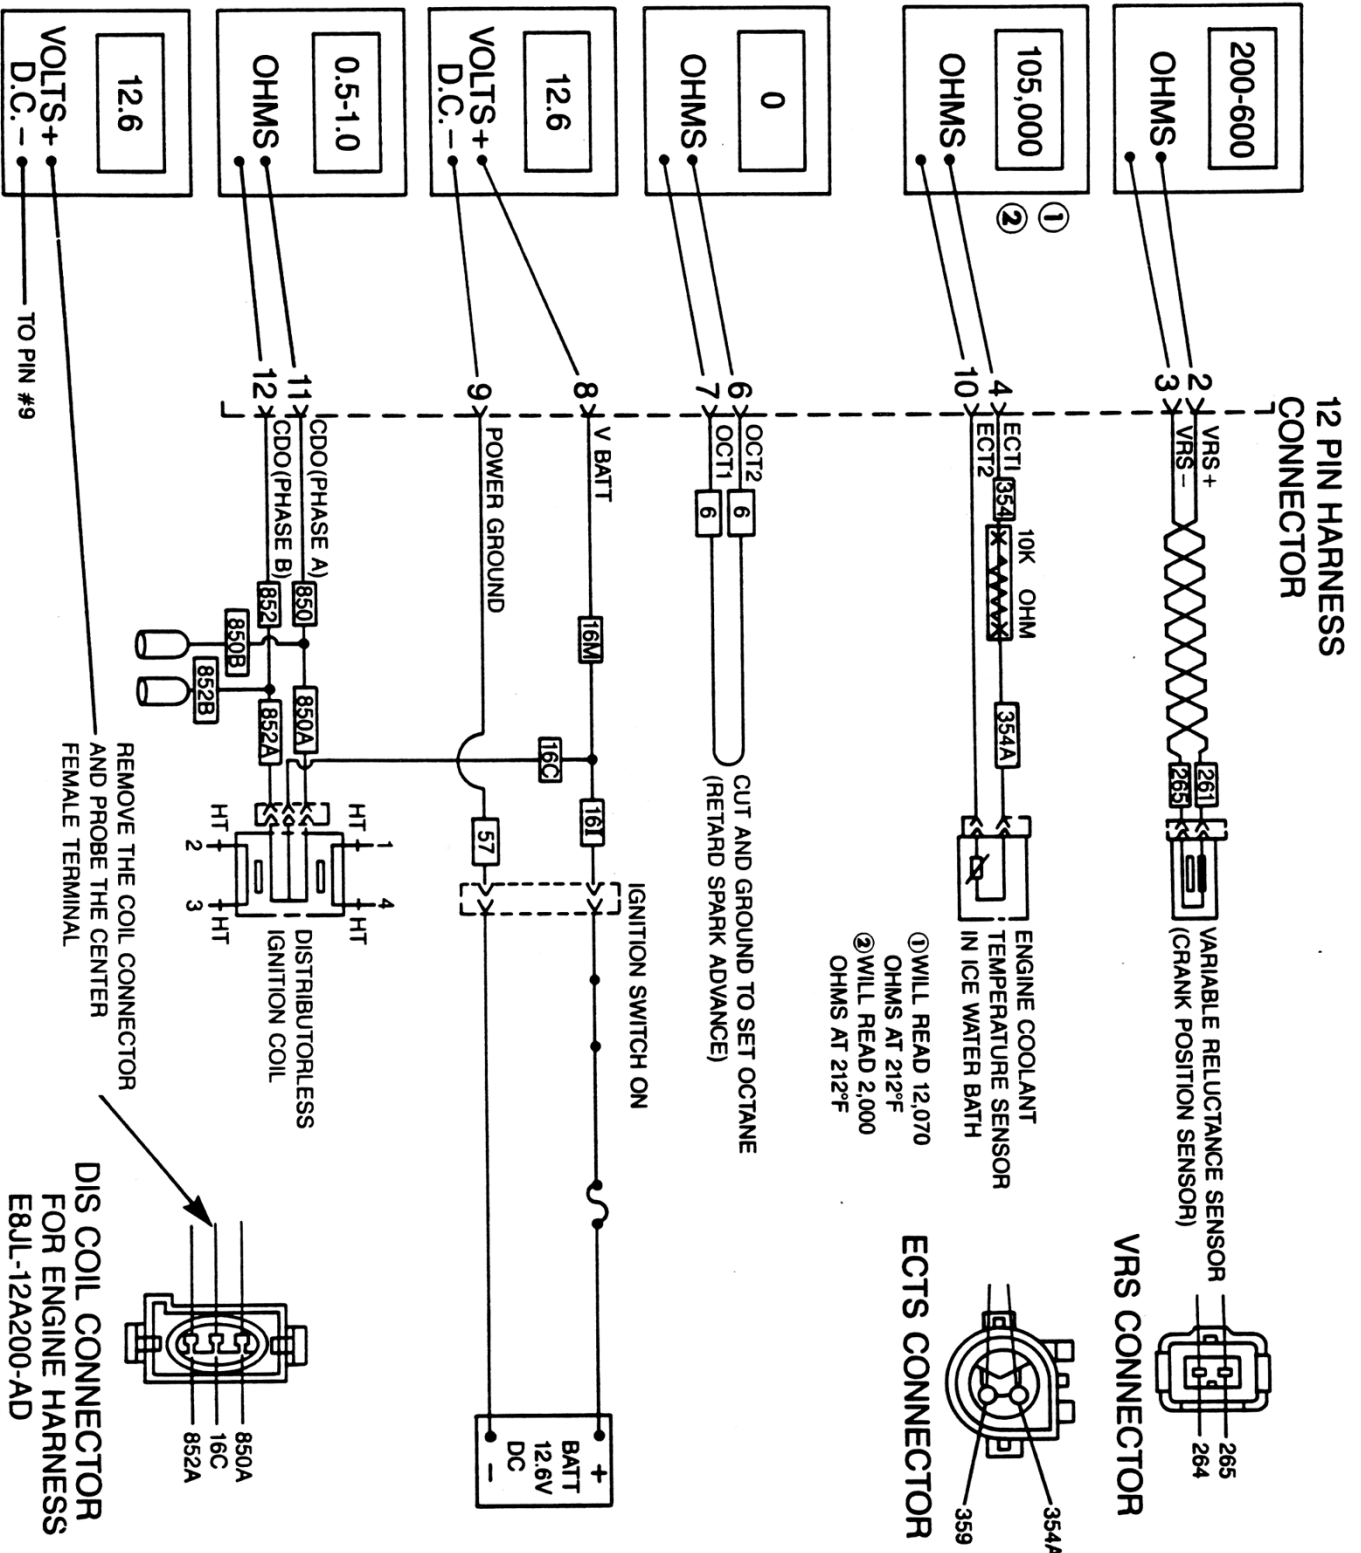 12 PIN HARNESS
CONNECTOR
200-600
OHMS
2
3
VRS +
VRS -
261
265
VARIABLE RELUCTANCE SENSOR
(CRANK POSITION SENSOR)
VRS CONNECTOR
265
264
105,000
OHMS
①
②
4
10
ECT1
ECT2
354
10K OHM
354A
ENGINE COOLANT
TEMPERATURE SENSOR
IN ICE WATER BATH
① WILL READ 12,070
OHMS AT 212°F
② WILL READ 2,000
OHMS AT 212°F
ECTS CONNECTOR
354A
359
0
OHMS
6
7
OCT2
OCT1
6
6
CUT AND GROUND TO SET OCTANE
(RETARD SPARK ADVANCE)
12.6
VOLTS +
D.C. -
8
9
V BATT
POWER GROUND
16M
16C
16I
57
IGNITION SWITCH ON
+
BATT
12.6V
DC
-
0.5-1.0
OHMS
11
12
CDO (PHASE A)
CDO (PHASE B)
850
852
850B
852B
850A
852A
HT
1
4
HT
HT
2
3
HT
DISTRIBUTORLESS
IGNITION COIL
12.6
VOLTS +
D.C. -
TO PIN #9
REMOVE THE COIL CONNECTOR
AND PROBE THE CENTER
FEMALE TERMINAL
850A
16C
852A
DIS COIL CONNECTOR
FOR ENGINE HARNESS
E8JL-12A200-AD